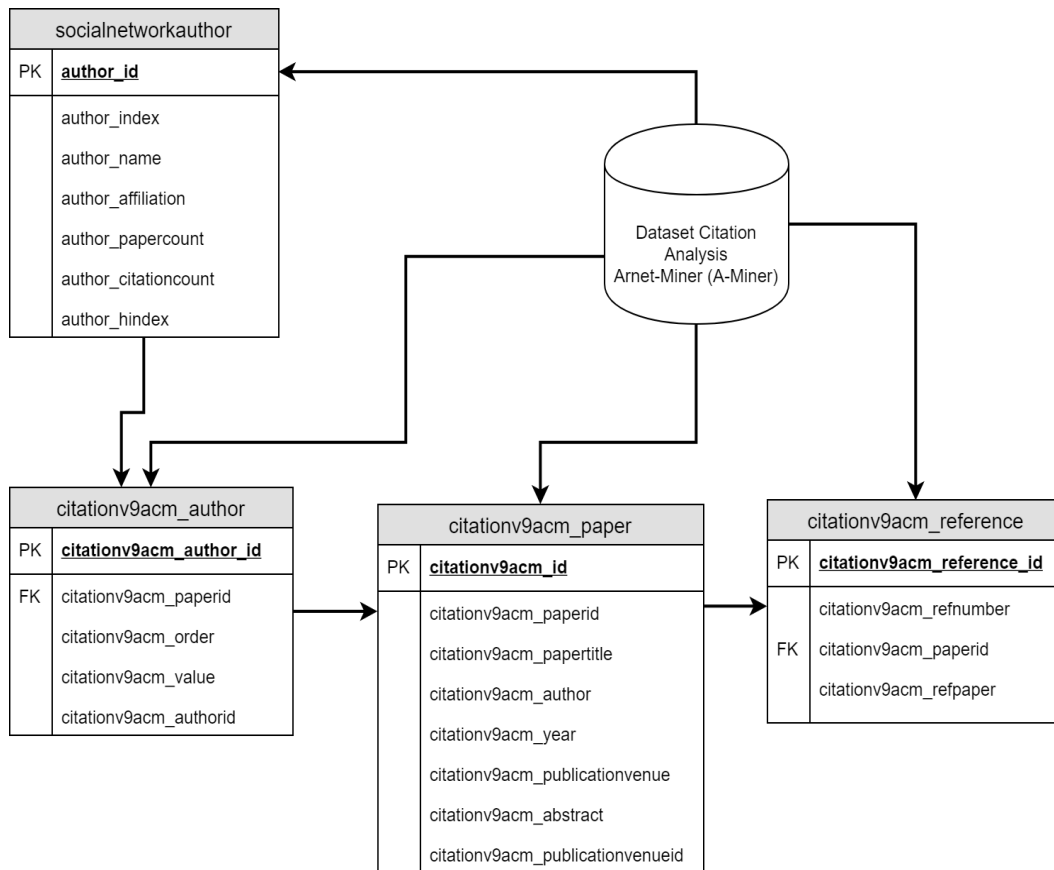 socialnetworkauthor
PK author_id
author_index
author_name
author_affiliation
author_papercount
author_citationcount
author_hindex
Dataset Citation
Analysis
Arnet-Miner (A-Miner)
citationv9acm_author
PK citationv9acm_author_id
FK citationv9acm_paperid
citationv9acm_order
citationv9acm_value
citationv9acm_authorid
citationv9acm_paper
PK citationv9acm_id
citationv9acm_paperid
citationv9acm_papertitle
citationv9acm_author
citationv9acm_year
citationv9acm_publicationvenue
citationv9acm_abstract
citationv9acm_publicationvenueid
citationv9acm_reference
PK citationv9acm_reference_id
citationv9acm_refnumber
FK citationv9acm_paperid
citationv9acm_refpaper